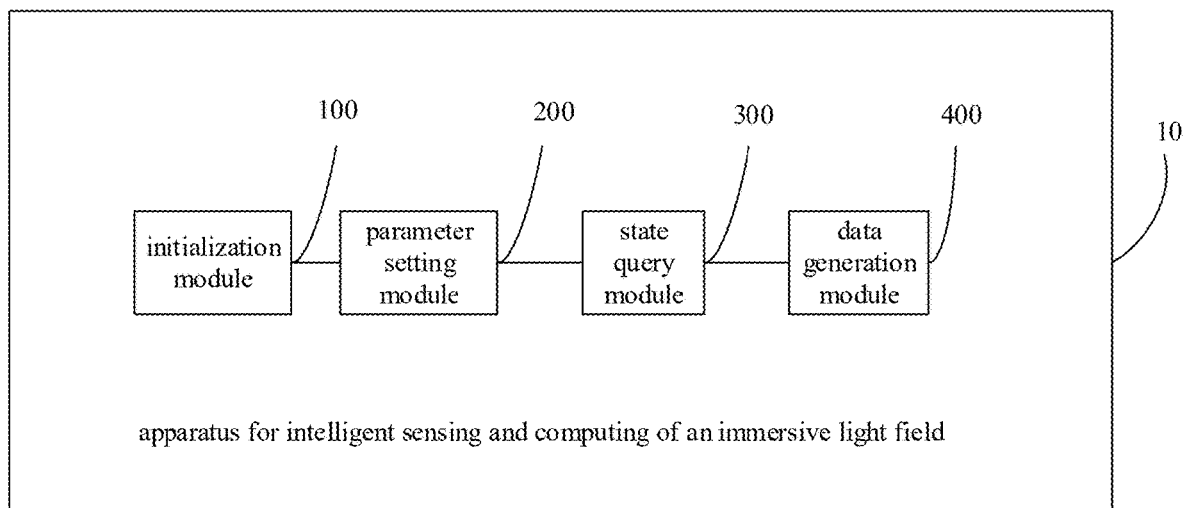 100
200
300
400
10
initialization
module
parameter
setting
module
state
query
module
data
generation
module
apparatus for intelligent sensing and computing of an immersive light field